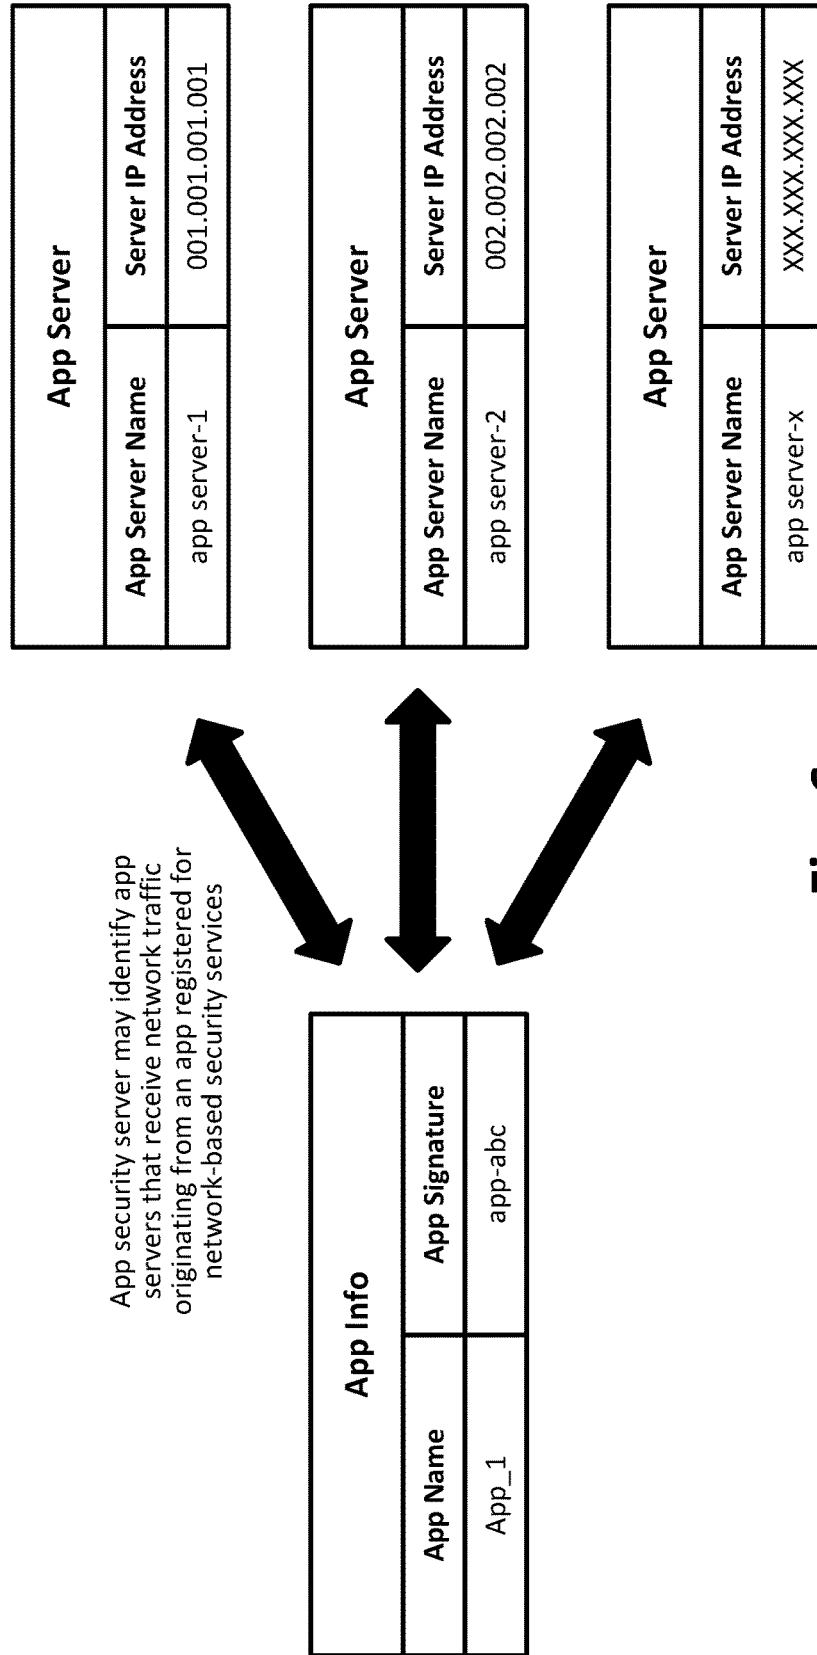 App security server may identify app
servers that receive network traffic
originating from an app registered for
network-based security services
App Info
App Name
App Signature
App_1
app-abc
App Server
App Server Name
Server IP Address
app server-1
001.001.001.001
App Server
App Server Name
Server IP Address
app server-2
002.002.002.002
App Server
App Server Name
Server IP Address
app server-x
XXX.XXX.XXX.XXX